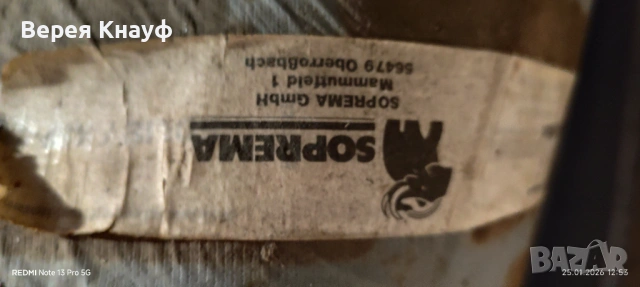 Верея Кнауф
SOPREMA
SOPREMA GmbH
Mammutfeld 1
56479 Oberroßbach
REDMI Note 13 Pro 5G
BAZAR
25.01.2026 12:53